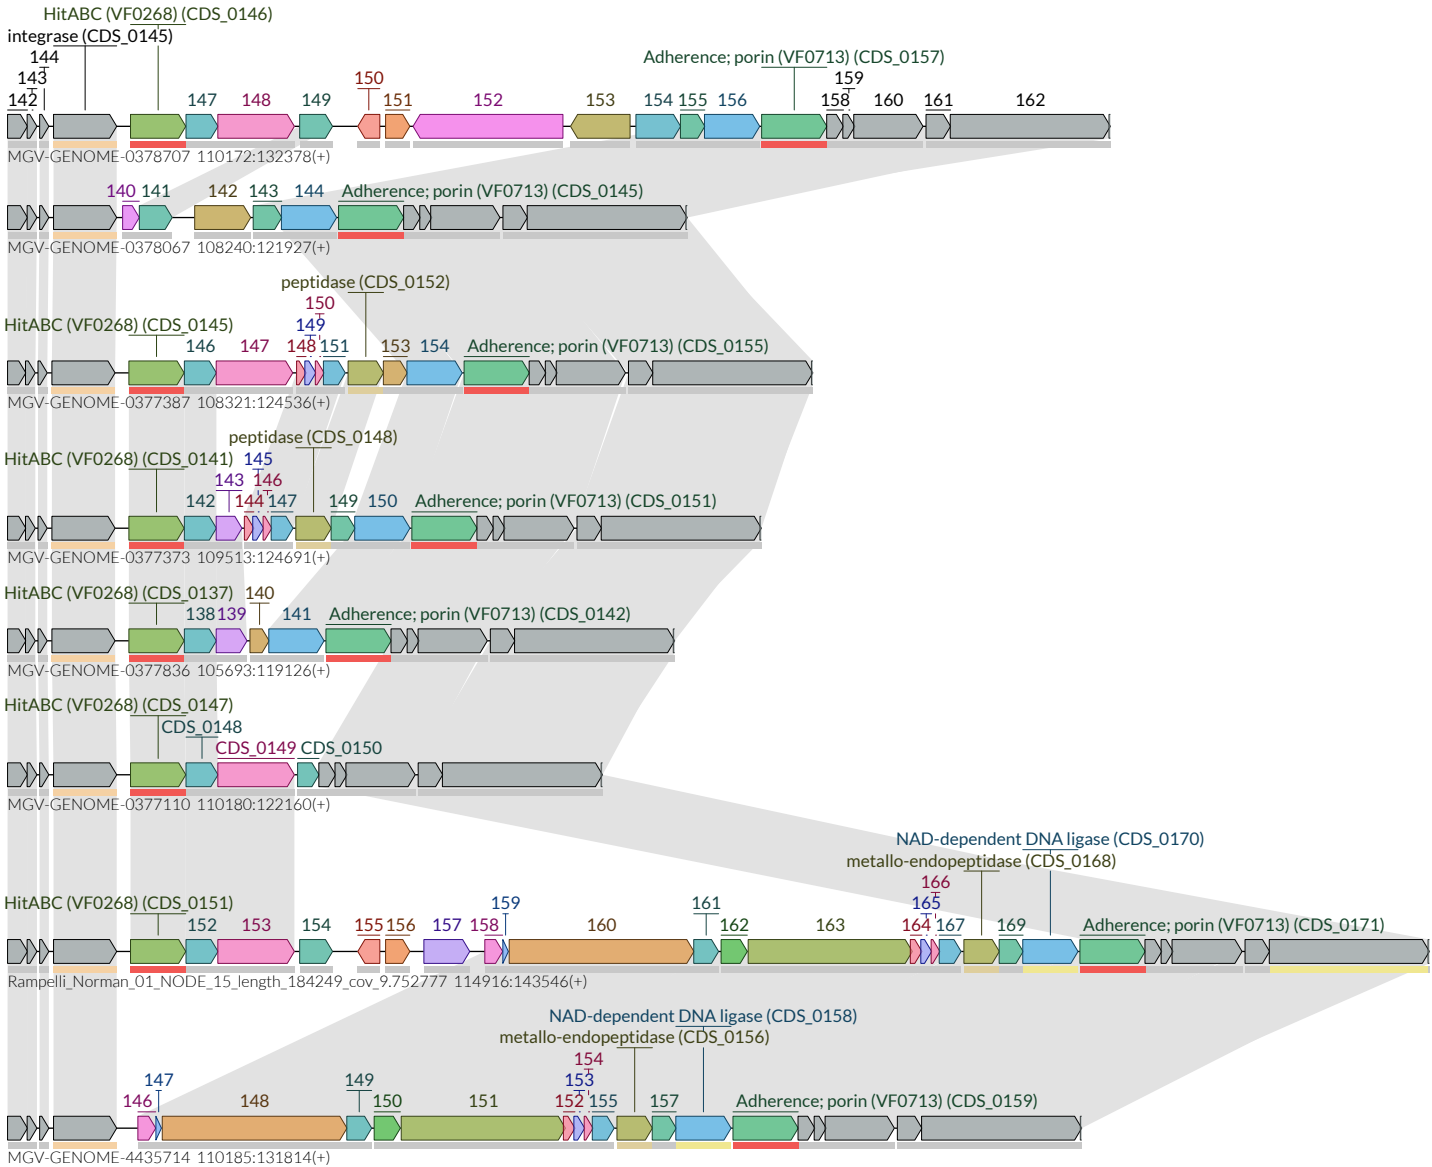 HitABC (VF0268) (CDS_0146)
integrase (CDS_0145)
144
143
142
147 148 149 150 151 152 153 154 155 156
Adherence; porin (VF0713) (CDS_0157)
159
158 160 161 162
MGV-GENOME-0378707 110172:132378(+)
140 141 142 143 144 Adherence; porin (VF0713) (CDS_0145)
MGV-GENOME-0378067 108240:121927(+)
peptidase (CDS_0152)
150
HitABC (VF0268) (CDS_0145) 149
146 147 148 151 153 154 Adherence; porin (VF0713) (CDS_0155)
MGV-GENOME-0377387 108321:124536(+)
peptidase (CDS_0148)
HitABC (VF0268) (CDS_0141) 145
143 146
142 144 147 149 150 Adherence; porin (VF0713) (CDS_0151)
MGV-GENOME-0377373 109513:124691(+)
HitABC (VF0268) (CDS_0137) 140
138 139 141 Adherence; porin (VF0713) (CDS_0142)
MGV-GENOME-0377836 105693:119126(+)
HitABC (VF0268) (CDS_0147)
CDS_0148
CDS_0149 CDS_0150
MGV-GENOME-0377110 110180:122160(+)
NAD-dependent DNA ligase (CDS_0170)
metallo-endopeptidase (CDS_0168)
166
HitABC (VF0268) (CDS_0151) 159 161 165
152 153 154 155 156 157 158 160 162 163 164 167 169 Adherence; porin (VF0713) (CDS_0171)
Rampelli_Norman_01_NODE_15_length_184249_cov_9.752777 114916:143546(+)
NAD-dependent DNA ligase (CDS_0158)
metallo-endopeptidase (CDS_0156)
154
147 149 153
146 148 150 151 152 155 157 Adherence; porin (VF0713) (CDS_0159)
MGV-GENOME-4435714 110185:131814(+)